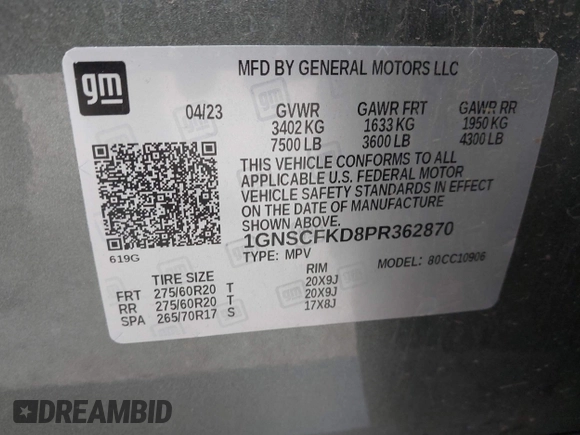 gm
MFD BY GENERAL MOTORS LLC
04/23 GVWR GAWR FRT GAWR RR
3402 KG 1633 KG 1950 KG
7500 LB 3600 LB 4300 LB
THIS VEHICLE CONFORMS TO ALL
APPLICABLE U.S. FEDERAL MOTOR
VEHICLE SAFETY STANDARDS IN EFFECT
ON THE DATE OF MANUFACTURE
SHOWN ABOVE.
1GNSCFKD8PR362870
619G TYPE: MPV MODEL: 80CC10906
TIRE SIZE RIM
FRT 275/60R20 T 20X9J
RR 275/60R20 T 20X9J
SPA 265/70R17 S 17X8J
DREAMBID